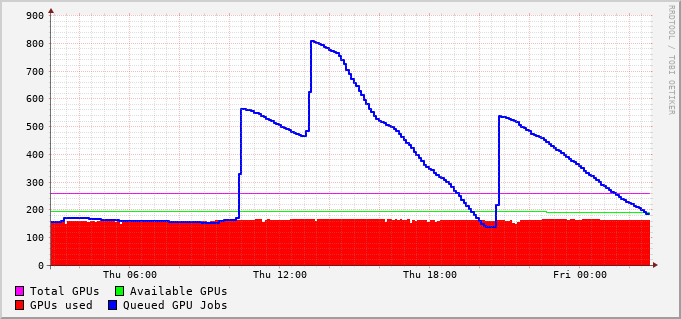 900
800
700
600
500
400
300
200
100
0
Thu 06:00 Thu 12:00 Thu 18:00 Fri 00:00
Total GPUs Available GPUs
GPUs used Queued GPU Jobs
RRDTOOL / TOBI OETIKER